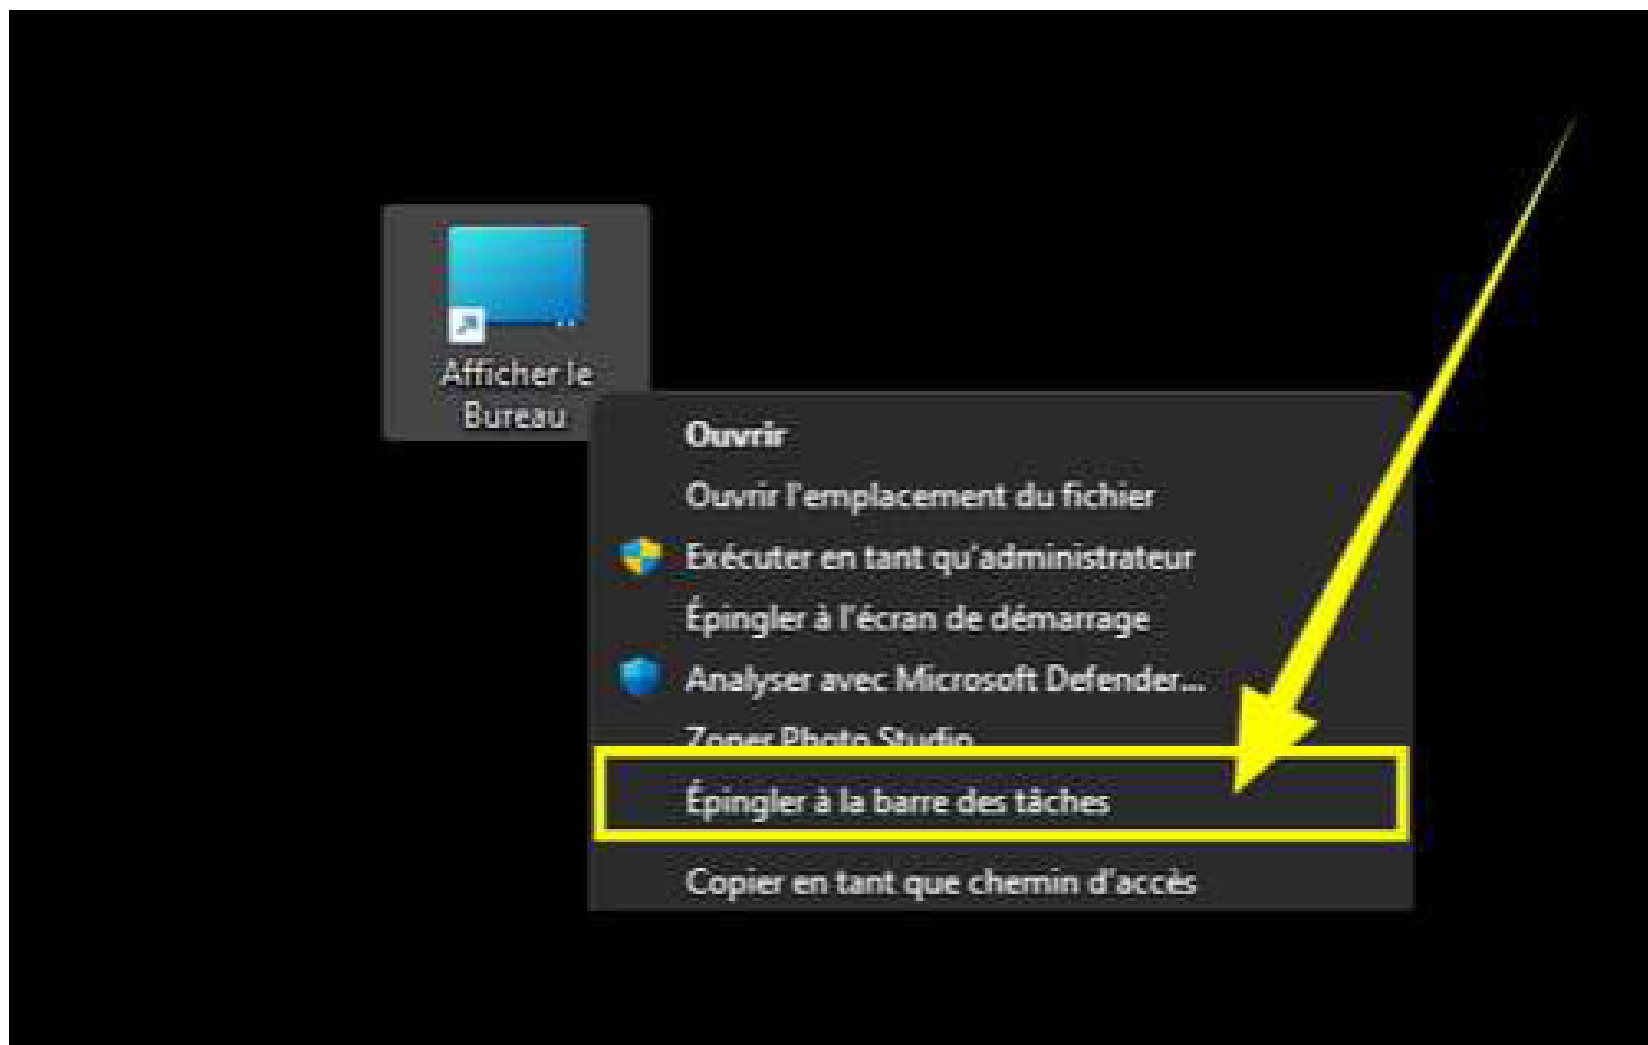 Afficher le
Bureau
Ouvrir
Ouvrir l'emplacement du fichier
Exécuter en tant qu'administrateur
Épingler à l'écran de démarrage
Analyser avec Microsoft Defender...
Zoner Photo Studio
Épingler à la barre des tâches
Copier en tant que chemin d'accès